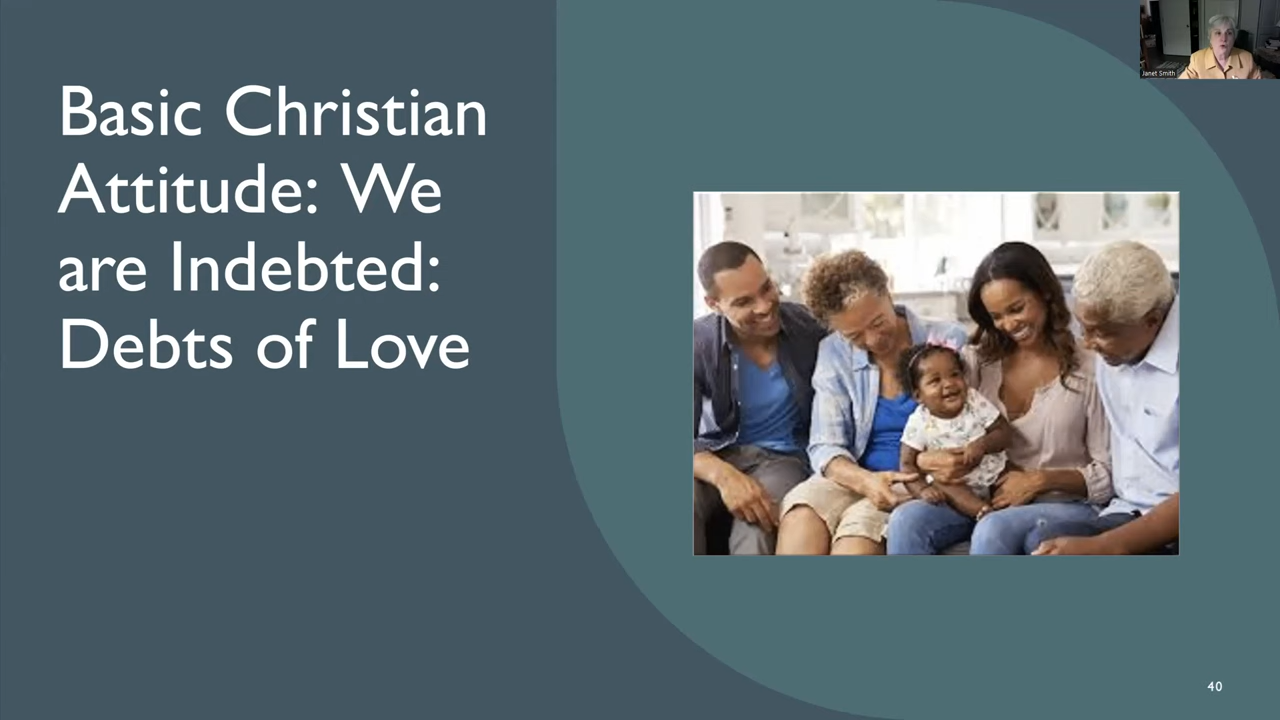 Basic Christian
Attitude: We
are Indebted:
Debts of Love
Janet Smith
40